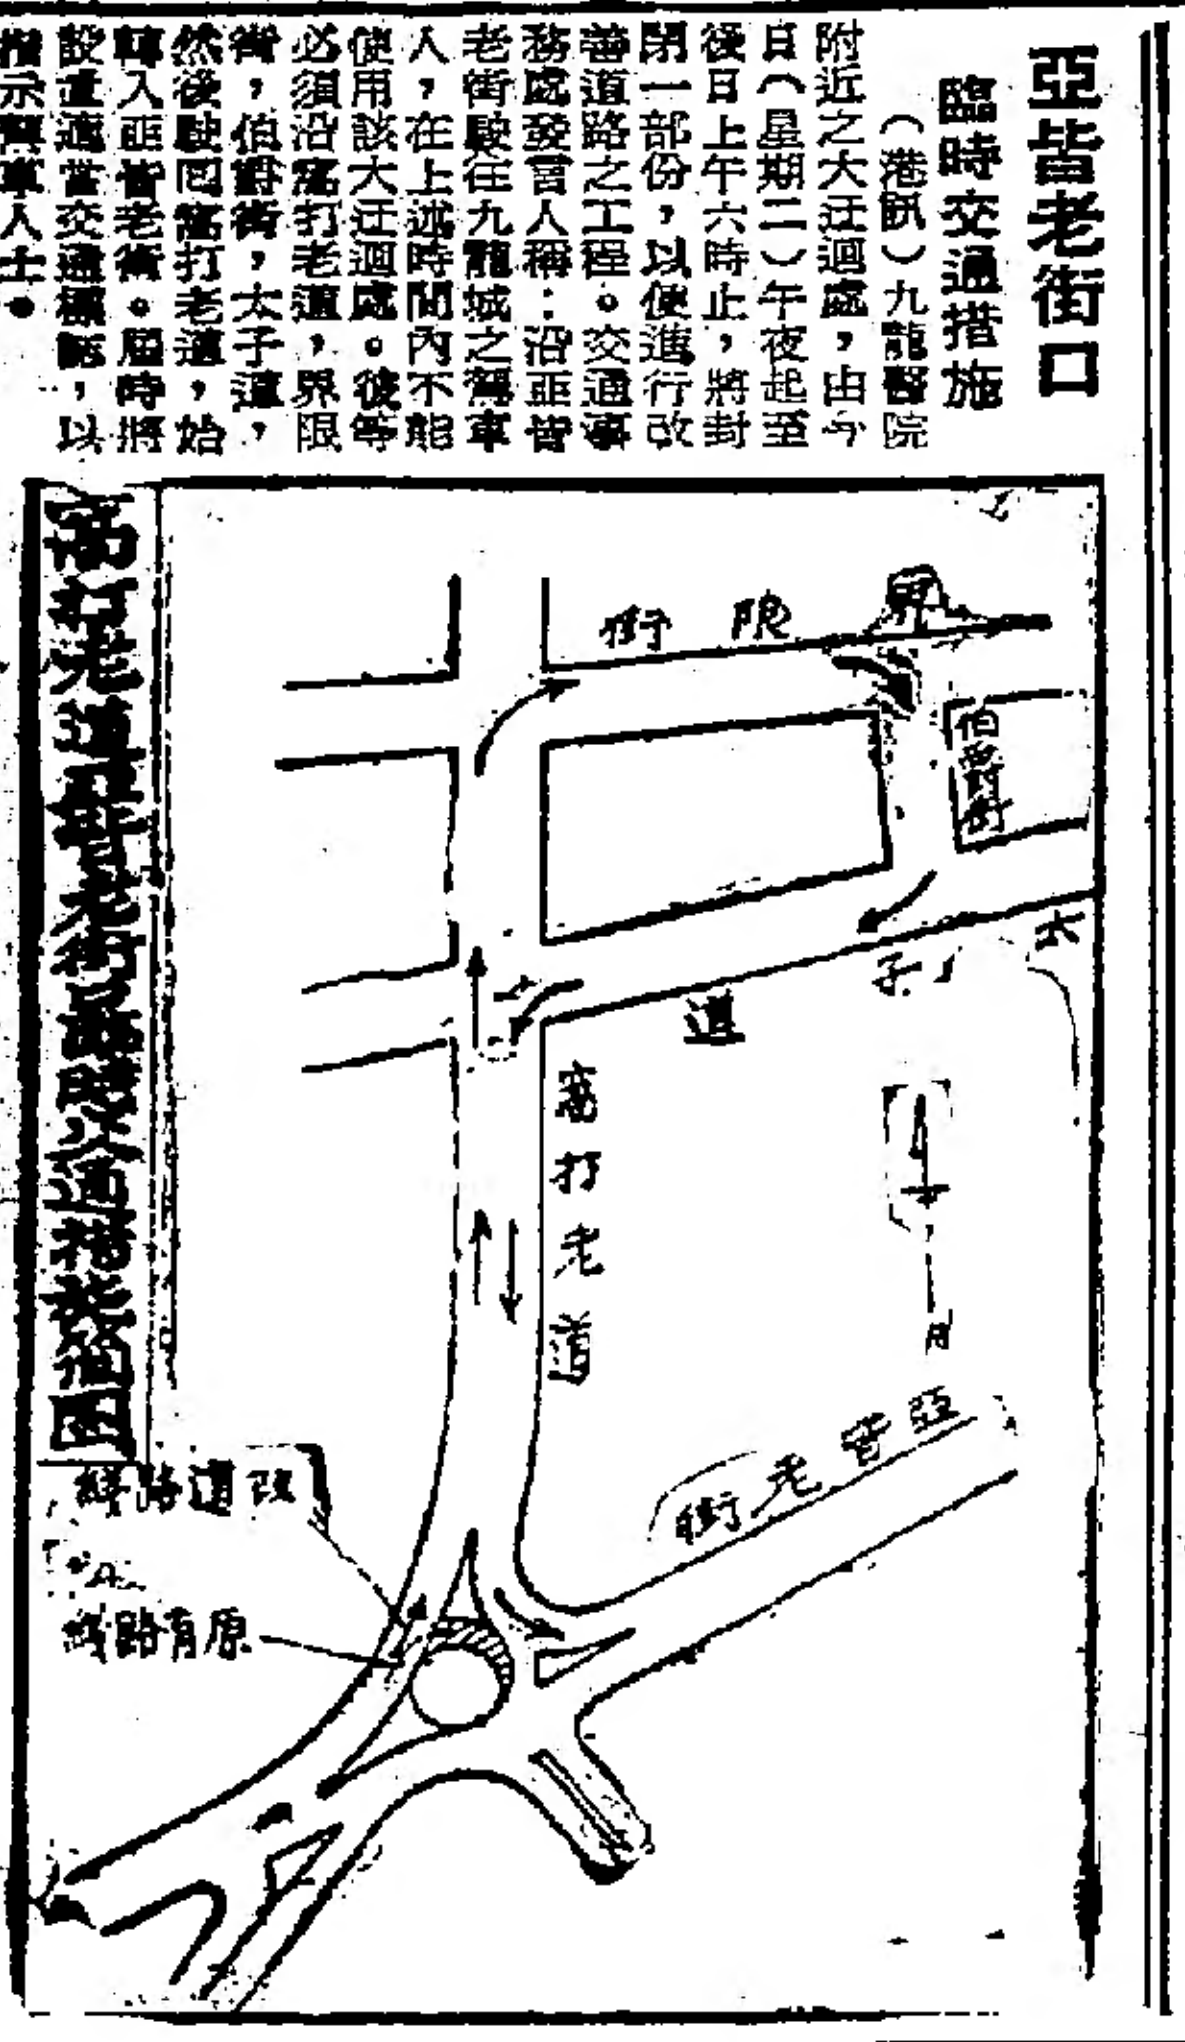 亞皆老街口
臨時交通措施
（港訊）九龍醫院
附近之大迂迴處，由今
日（星期二）午夜起至
後日上午六時止，將封
閉一部份，以便進行改
善道路之工程。交通事
務處發言人稱：沿亞皆
老街駛往九龍城之駕車
人，在上述時間內不能
使用該大迂迴處。彼等
必須沿窩打老道，界限
街，伯爵街，太子道，
然後駛回窩打老道，始
轉入亞皆老街。屆時將
設置適當交通標誌，以
指示駕車人士。
窩打老道亞皆老街臨時交通措施圖
界限街
伯爵街
太子道
窩打老道
亞皆老街
改道路綫
原有路綫